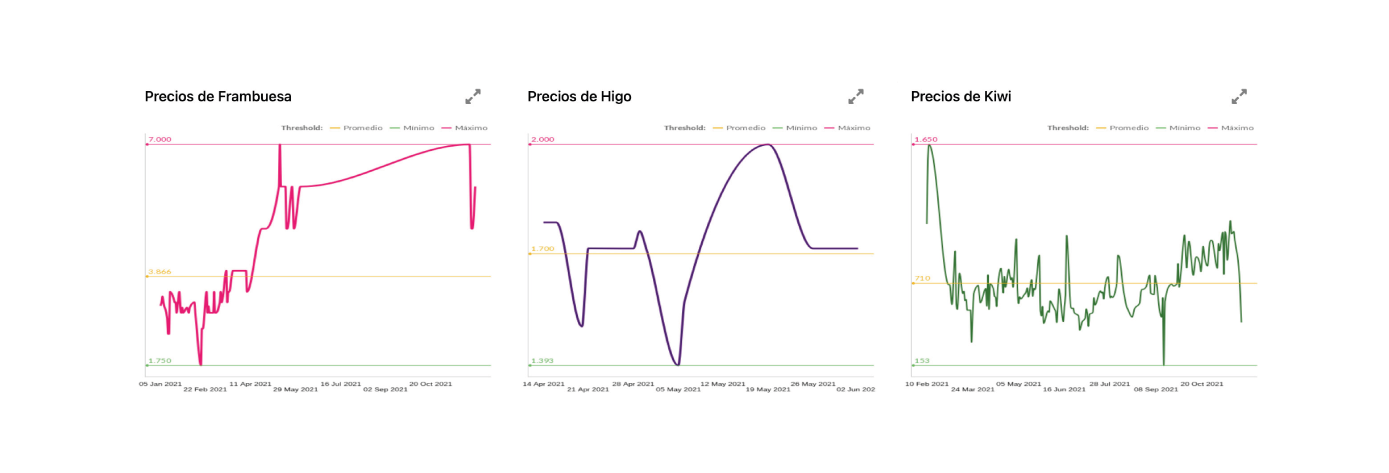 Precios de Frambuesa
Threshold: Promedio Mínimo Máximo
7.000
3.866
1.750
05 Jan 2021 22 Feb 2021 11 Apr 2021 29 May 2021 16 Jul 2021 02 Sep 2021 20 Oct 2021
Precios de Higo
Threshold: Promedio Mínimo Máximo
2.000
1.700
1.393
14 Apr 2021 21 Apr 2021 28 Apr 2021 05 May 2021 12 May 2021 19 May 2021 26 May 2021 02 Jun 202
Precios de Kiwi
Threshold: Promedio Mínimo Máximo
1.650
710
153
10 Feb 2021 24 Mar 2021 05 May 2021 16 Jun 2021 28 Jul 2021 08 Sep 2021 20 Oct 2021